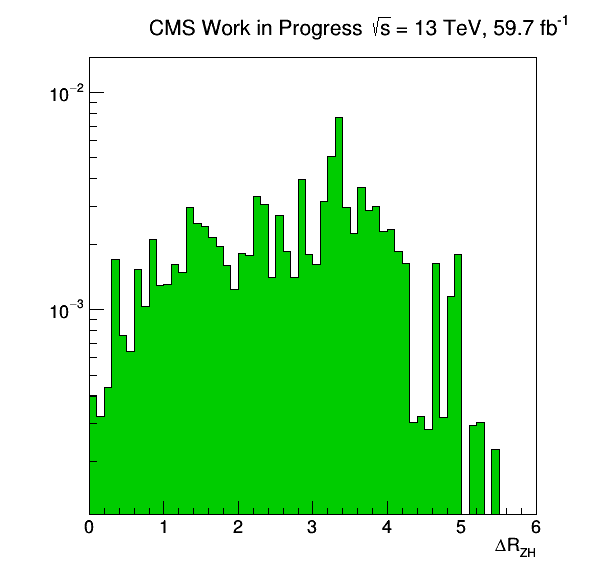 CMS Work in Progress √s = 13 TeV, 59.7 fb⁻¹
10⁻²
10⁻³
0 1 2 3 4 5 6
ΔR_ZH